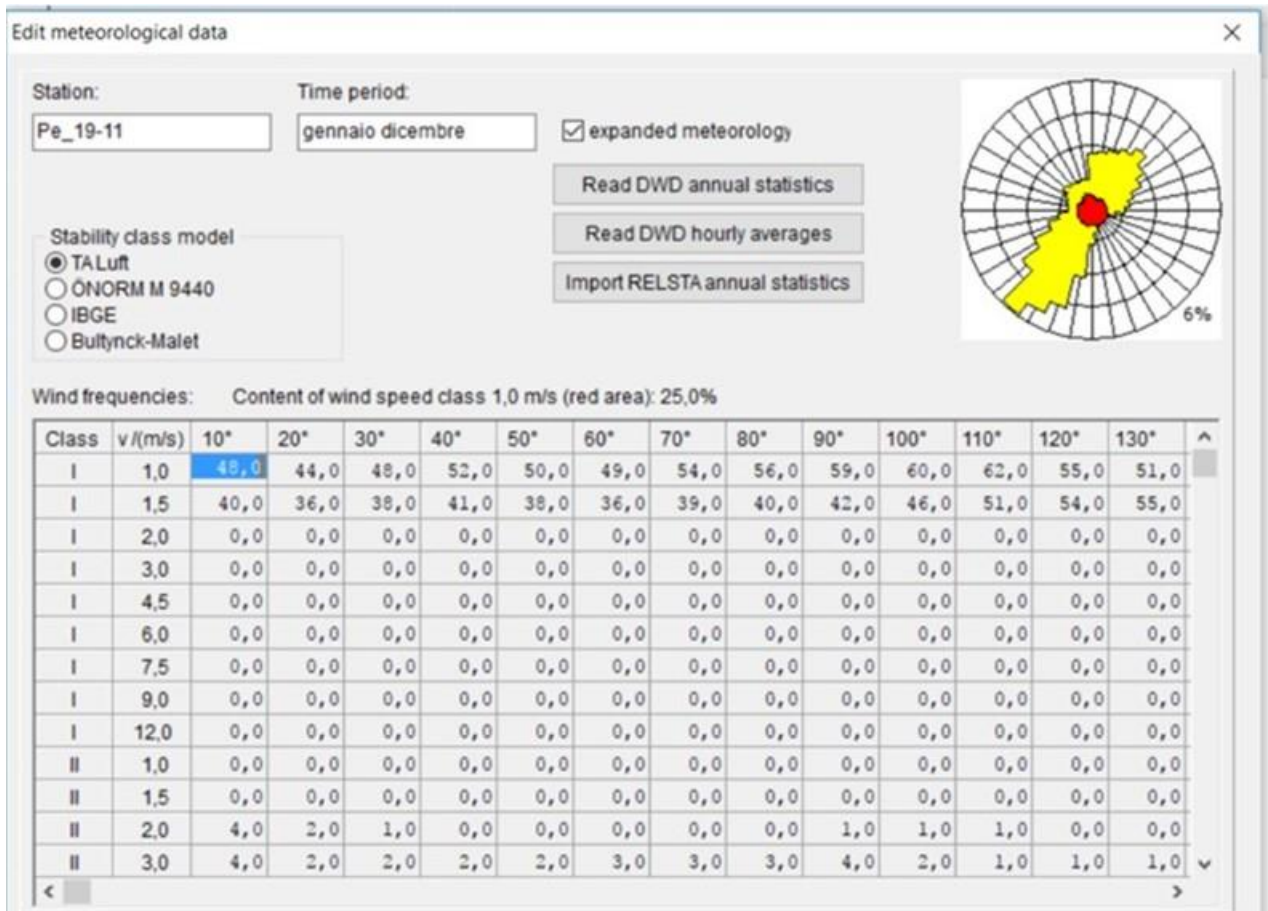 Edit meteorological data
Station: Time period:
Pe_19-11 gennaio dicembre expanded meteorology
Read DWD annual statistics
Read DWD hourly averages
Import RELSTA annual statistics
Stability class model
TA Luft
ÖNORM M 9440
IBGE
Bultynck-Malet
6%
Wind frequencies: Content of wind speed class 1,0 m/s (red area): 25,0%
Class v /(m/s) 10° 20° 30° 40° 50° 60° 70° 80° 90° 100° 110° 120° 130°
I 1,0 48,0 44,0 48,0 52,0 50,0 49,0 54,0 56,0 59,0 60,0 62,0 55,0 51,0
I 1,5 40,0 36,0 38,0 41,0 38,0 36,0 39,0 40,0 42,0 46,0 51,0 54,0 55,0
I 2,0 0,0 0,0 0,0 0,0 0,0 0,0 0,0 0,0 0,0 0,0 0,0 0,0 0,0
I 3,0 0,0 0,0 0,0 0,0 0,0 0,0 0,0 0,0 0,0 0,0 0,0 0,0 0,0
I 4,5 0,0 0,0 0,0 0,0 0,0 0,0 0,0 0,0 0,0 0,0 0,0 0,0 0,0
I 6,0 0,0 0,0 0,0 0,0 0,0 0,0 0,0 0,0 0,0 0,0 0,0 0,0 0,0
I 7,5 0,0 0,0 0,0 0,0 0,0 0,0 0,0 0,0 0,0 0,0 0,0 0,0 0,0
I 9,0 0,0 0,0 0,0 0,0 0,0 0,0 0,0 0,0 0,0 0,0 0,0 0,0 0,0
I 12,0 0,0 0,0 0,0 0,0 0,0 0,0 0,0 0,0 0,0 0,0 0,0 0,0 0,0
II 1,0 0,0 0,0 0,0 0,0 0,0 0,0 0,0 0,0 0,0 0,0 0,0 0,0 0,0
II 1,5 0,0 0,0 0,0 0,0 0,0 0,0 0,0 0,0 0,0 0,0 0,0 0,0 0,0
II 2,0 4,0 2,0 1,0 0,0 0,0 0,0 0,0 0,0 1,0 1,0 1,0 0,0 0,0
II 3,0 4,0 2,0 2,0 2,0 2,0 3,0 3,0 3,0 4,0 2,0 1,0 1,0 1,0